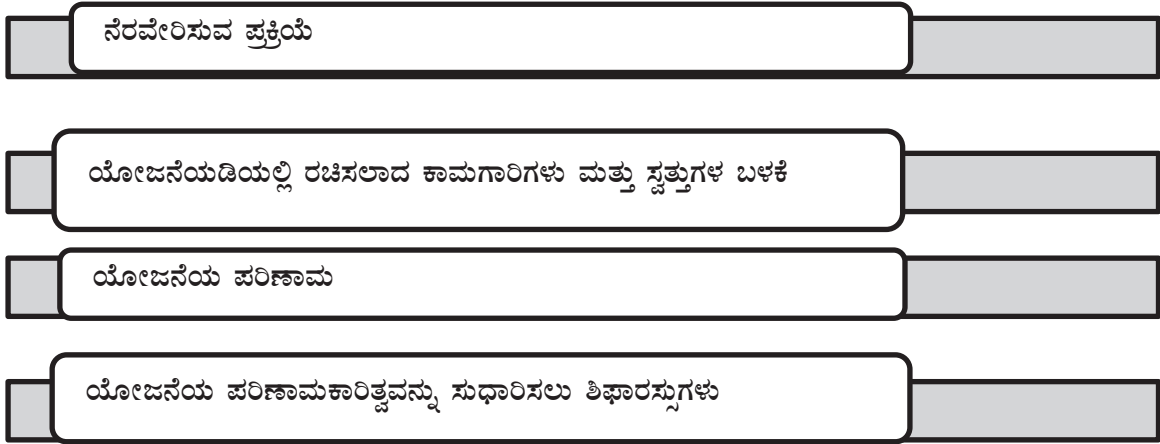 ನೆರವೇರಿಸುವ ಪ್ರಕ್ರಿಯೆ
ಯೋಜನೆಯಡಿಯಲ್ಲಿ ರಚಿಸಲಾದ ಕಾಮಗಾರಿಗಳು ಮತ್ತು ಸ್ವತ್ತುಗಳ ಬಳಕೆ
ಯೋಜನೆಯ ಪರಿಣಾಮ
ಯೋಜನೆಯ ಪರಿಣಾಮಕಾರಿತ್ವವನ್ನು ಸುಧಾರಿಸಲು ಶಿಫಾರಸ್ಸುಗಳು